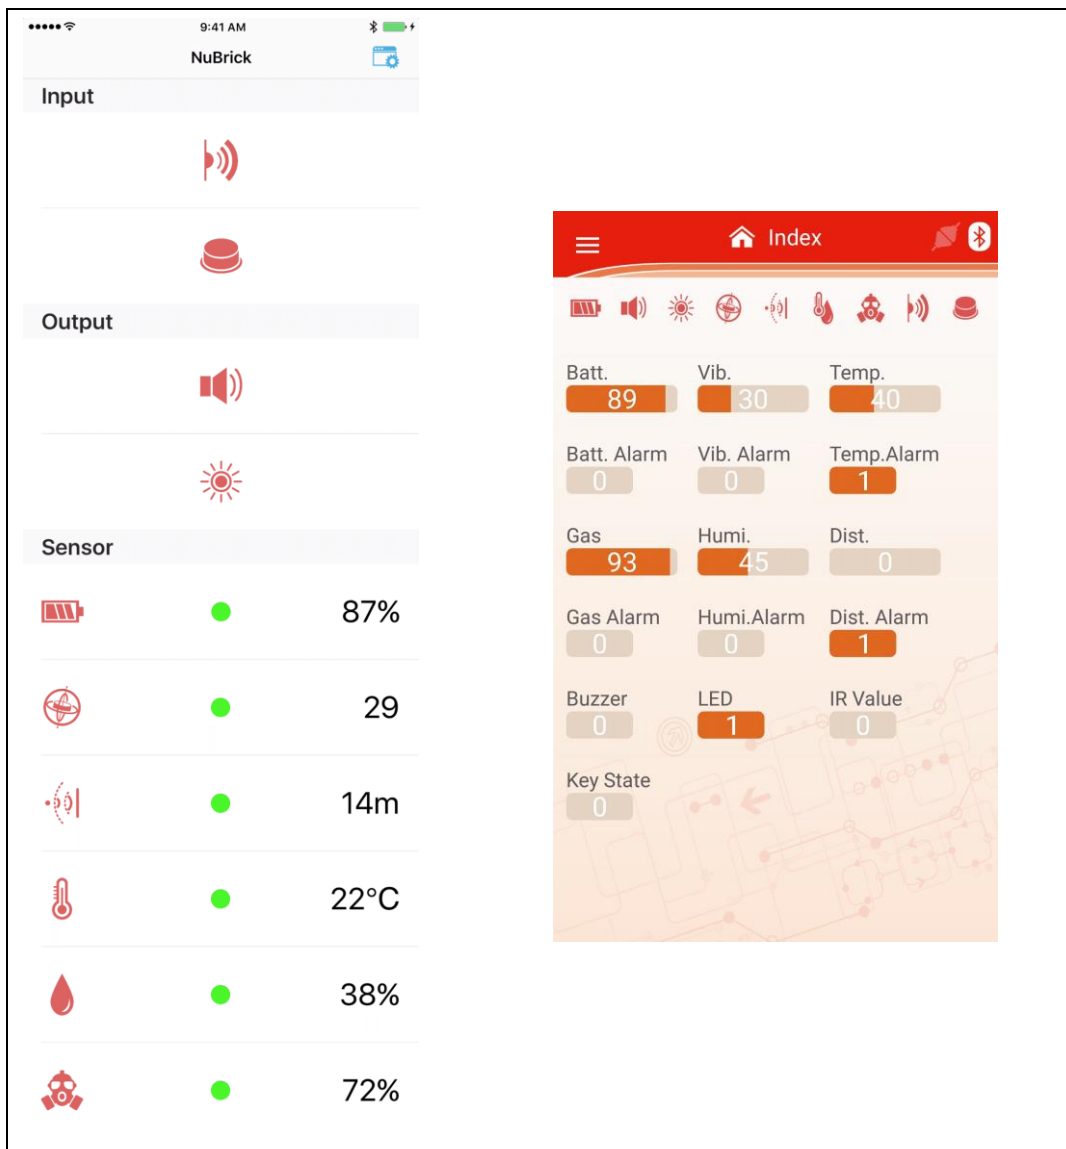 9:41 AM
NuBrick
Input
Output
Sensor
87%
29
14m
22°C
38%
72%
Index
Batt. Vib. Temp.
89 30 40
Batt. Alarm Vib. Alarm Temp.Alarm
0 0 1
Gas Humi. Dist.
93 45 0
Gas Alarm Humi.Alarm Dist. Alarm
0 0 1
Buzzer LED IR Value
0 1 0
Key State
0